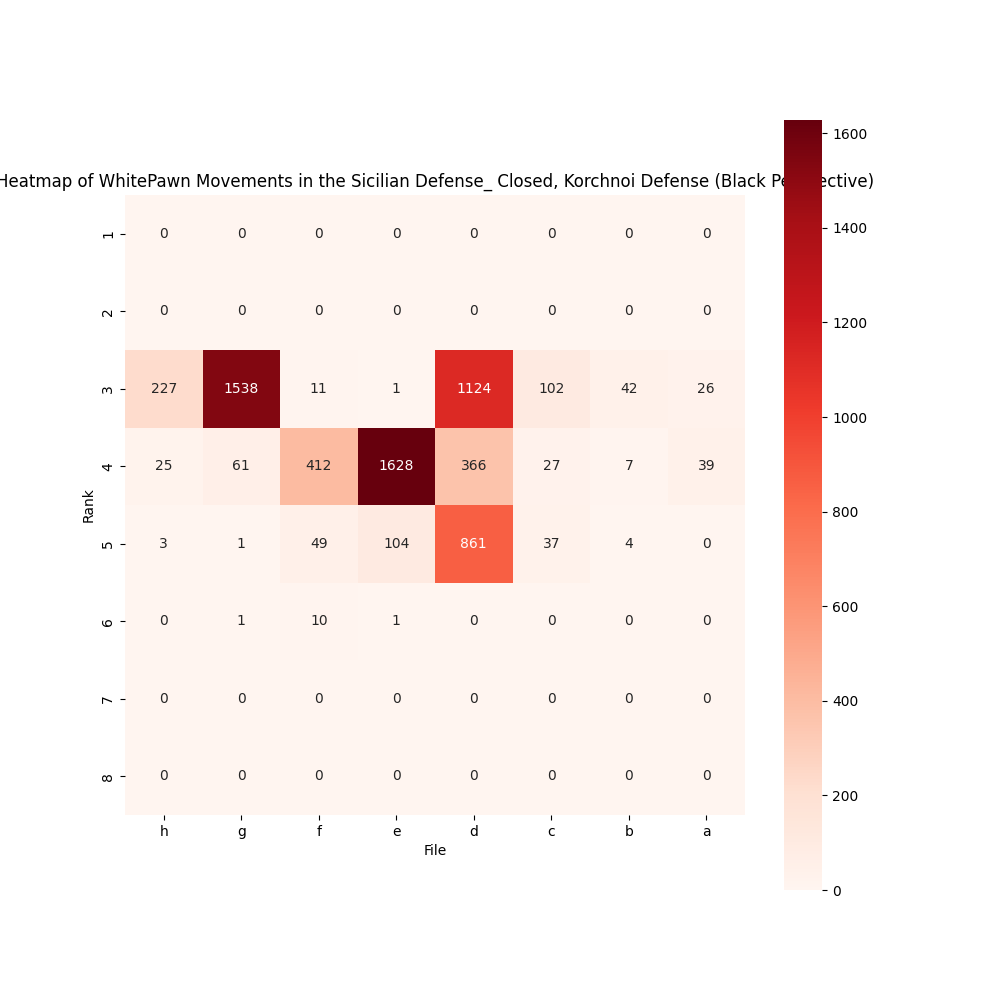 1600
Heatmap of WhitePawn Movements in the Sicilian Defense_ Closed, Korchnoi Defense (Black Pe ective)
1 0 0 0 0 0 0 0 0
1400
2 0 0 0 0 0 0 0 0
1200
3 227 1538 11 1 1124 102 42 26
1000
4 25 61 412 1628 366 27 7 39
Rank
800
5 3 1 49 104 861 37 4 0
600
6 0 1 10 1 0 0 0 0
7 0 0 0 0 0 0 0 0
400
8 0 0 0 0 0 0 0 0
200
h g f e d c b a
File
0